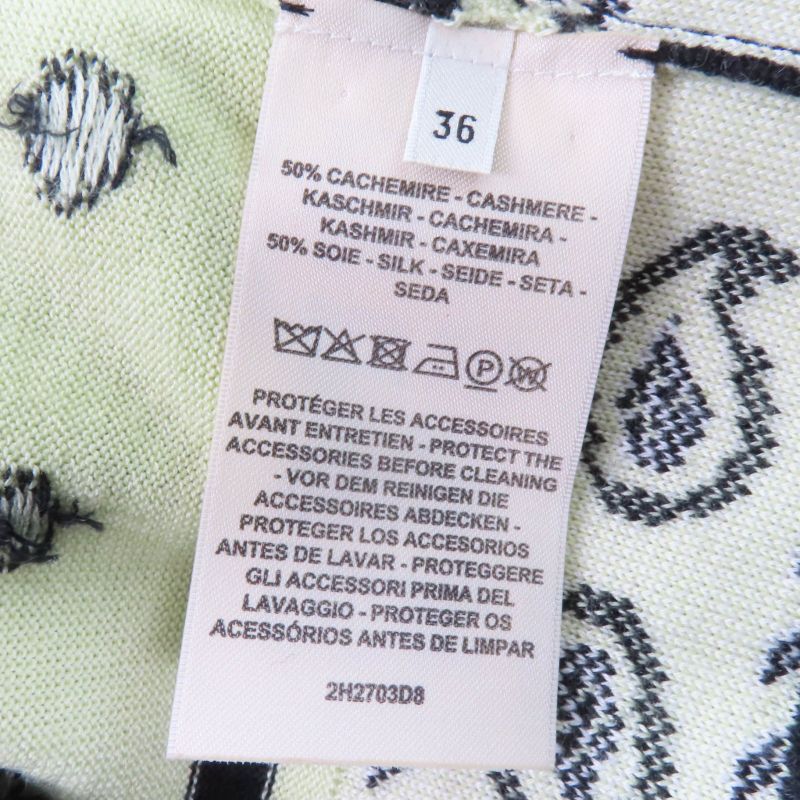 36
50% CACHEMIRE - CASHMERE -
KASCHMIR - CACHEMIRA -
KASHMIR - CAXEMIRA
50% SOIE - SILK - SEIDE - SETA -
SEDA
P W
PROTÉGER LES ACCESSOIRES
AVANT ENTRETIEN - PROTECT THE
ACCESSORIES BEFORE CLEANING
- VOR DEM REINIGEN DIE
ACCESSOIRES ABDECKEN -
PROTEGER LOS ACCESORIOS
ANTES DE LAVAR - PROTEGGERE
GLI ACCESSORI PRIMA DEL
LAVAGGIO - PROTEGER OS
ACESSÓRIOS ANTES DE LIMPAR
2H2703D8